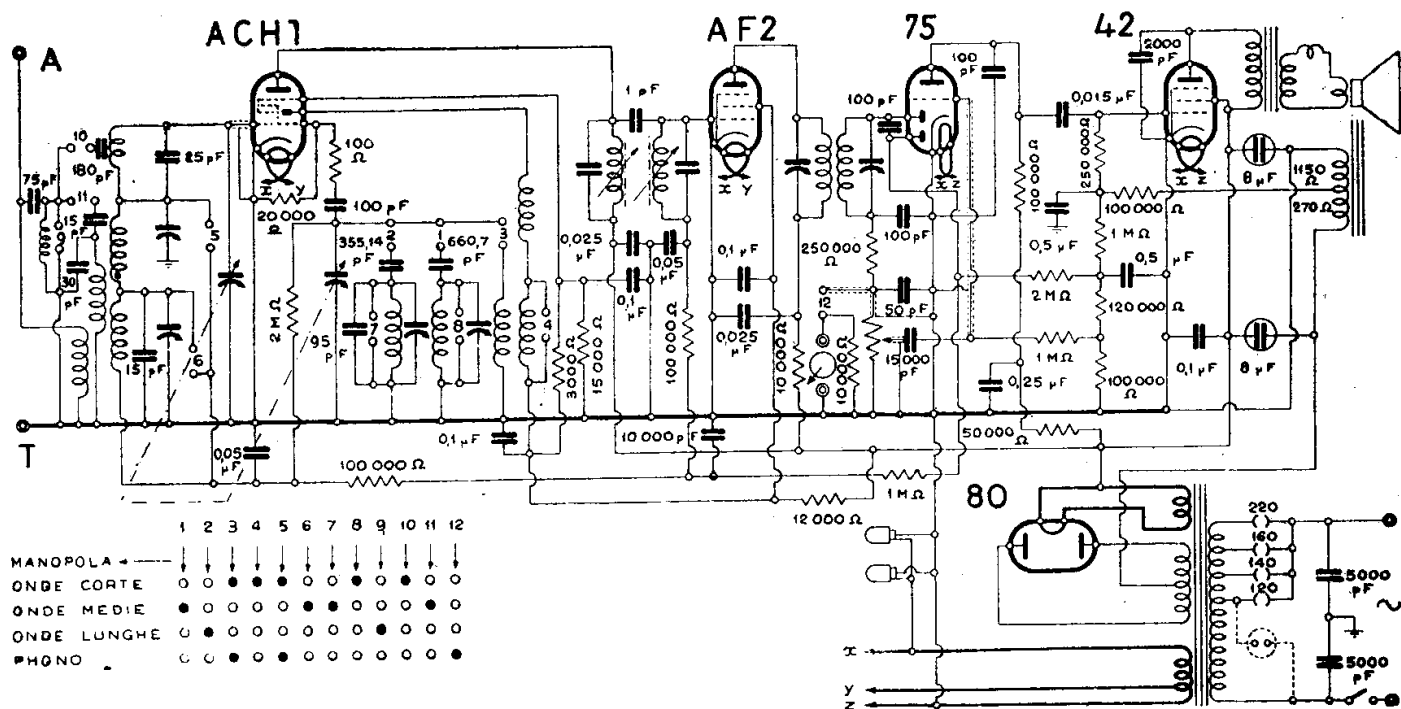 ACH1
AF2
75
42
A
10
180 pF
25 pF
75 pF
11
15 pF
9
30 pF
5
6
15 pF
x y
20 000 Ω
100 Ω
100 pF
355,14 pF
2
660,7 pF
1
3
7
8
4
95 pF
2 MΩ
1 pF
0,025 µF
0,05 µF
0,1 µF
3000 Ω
15 000 Ω
100 000 Ω
x y
0,1 µF
0,025 µF
10 000 Ω
100 pF
100 pF
x z
100 pF
250 000 Ω
12
50 pF
10 000 Ω
15 000 pF
2000 pF
0,015 µF
250 000 Ω
100 000 Ω
x z
8 µF
1150 Ω
270 Ω
100 000 Ω
1 MΩ
0,5 µF
0,5 µF
2 MΩ
120 000 Ω
1 MΩ
0,25 µF
100 000 Ω
0,1 µF
8 µF
T
0,05 µF
100 000 Ω
0,1 µF
10 000 pF
50 000 Ω
1 MΩ
12 000 Ω
80
220
160
140
120
5000 pF
~
5000 pF
x
y
z
1 2 3 4 5 6 7 8 9 10 11 12
MANOPOLA
ONDE CORTE ○ ○ ● ● ● ○ ○ ● ○ ● ○ ○
ONDE MEDIE ● ○ ○ ○ ○ ● ● ○ ○ ○ ● ○
ONDE LUNGHE ○ ● ○ ○ ○ ○ ○ ○ ● ○ ○ ○
PHONO ○ ○ ● ○ ● ○ ○ ○ ○ ○ ○ ●